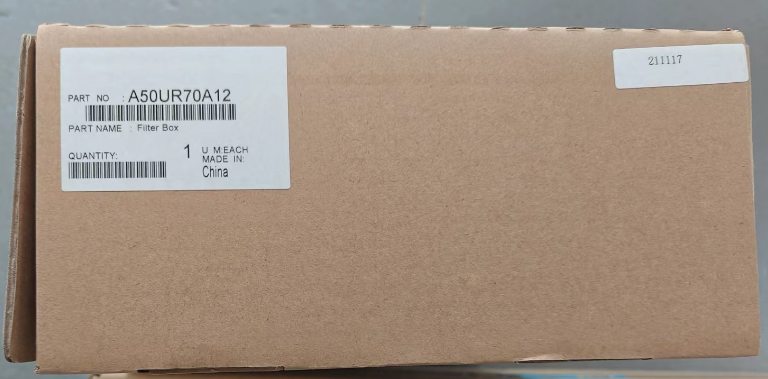 PART NO : A50UR70A12
PART NAME : Filter Box
QUANTITY: 1 U M:EACH
MADE IN:
China
211117